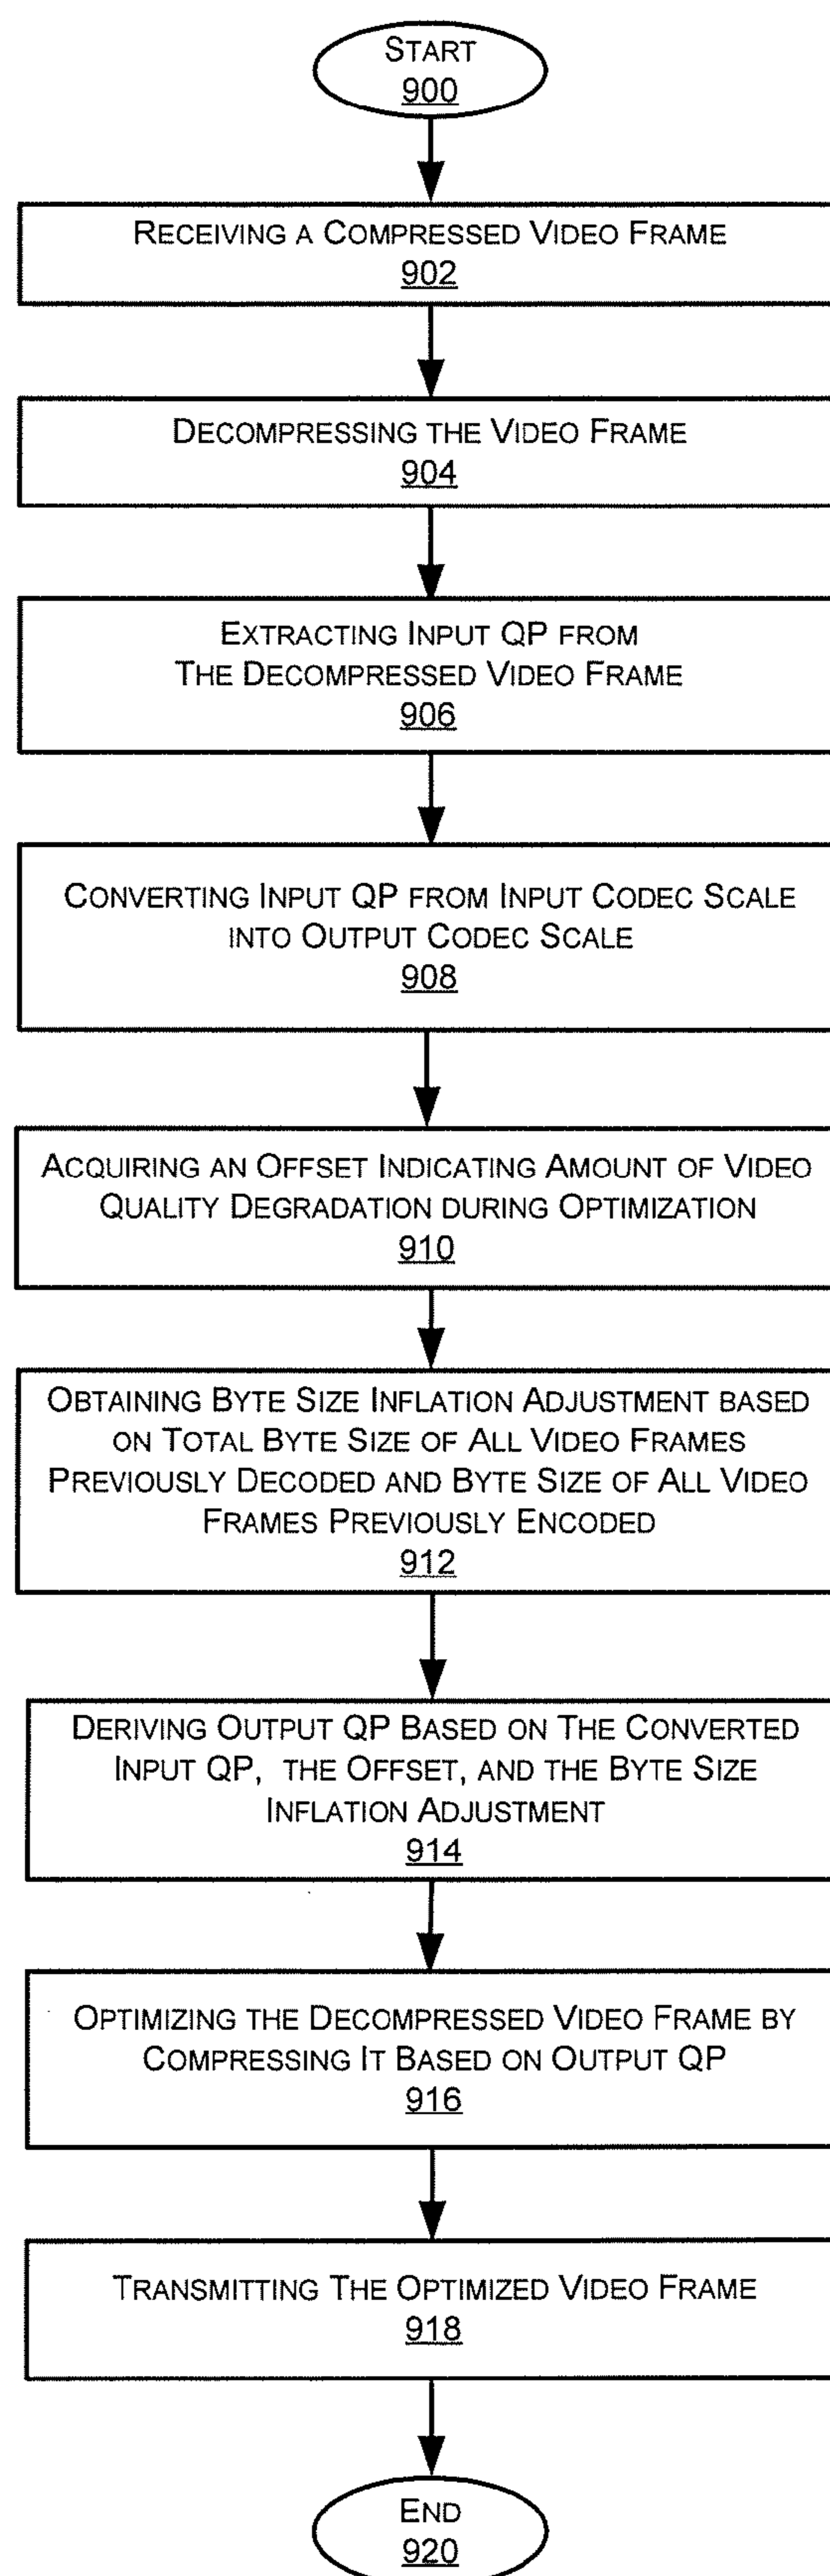 START
900
RECEIVING A COMPRESSED VIDEO FRAME
902
DECOMPRESSING THE VIDEO FRAME
904
EXTRACTING INPUT QP FROM
THE DECOMPRESSED VIDEO FRAME
906
CONVERTING INPUT QP FROM INPUT CODEC SCALE
INTO OUTPUT CODEC SCALE
908
ACQUIRING AN OFFSET INDICATING AMOUNT OF VIDEO
QUALITY DEGRADATION DURING OPTIMIZATION
910
OBTAINING BYTE SIZE INFLATION ADJUSTMENT BASED
ON TOTAL BYTE SIZE OF ALL VIDEO FRAMES
PREVIOUSLY DECODED AND BYTE SIZE OF ALL VIDEO
FRAMES PREVIOUSLY ENCODED
912
DERIVING OUTPUT QP BASED ON THE CONVERTED
INPUT QP, THE OFFSET, AND THE BYTE SIZE
INFLATION ADJUSTMENT
914
OPTIMIZING THE DECOMPRESSED VIDEO FRAME BY
COMPRESSING IT BASED ON OUTPUT QP
916
TRANSMITTING THE OPTIMIZED VIDEO FRAME
918
END
920